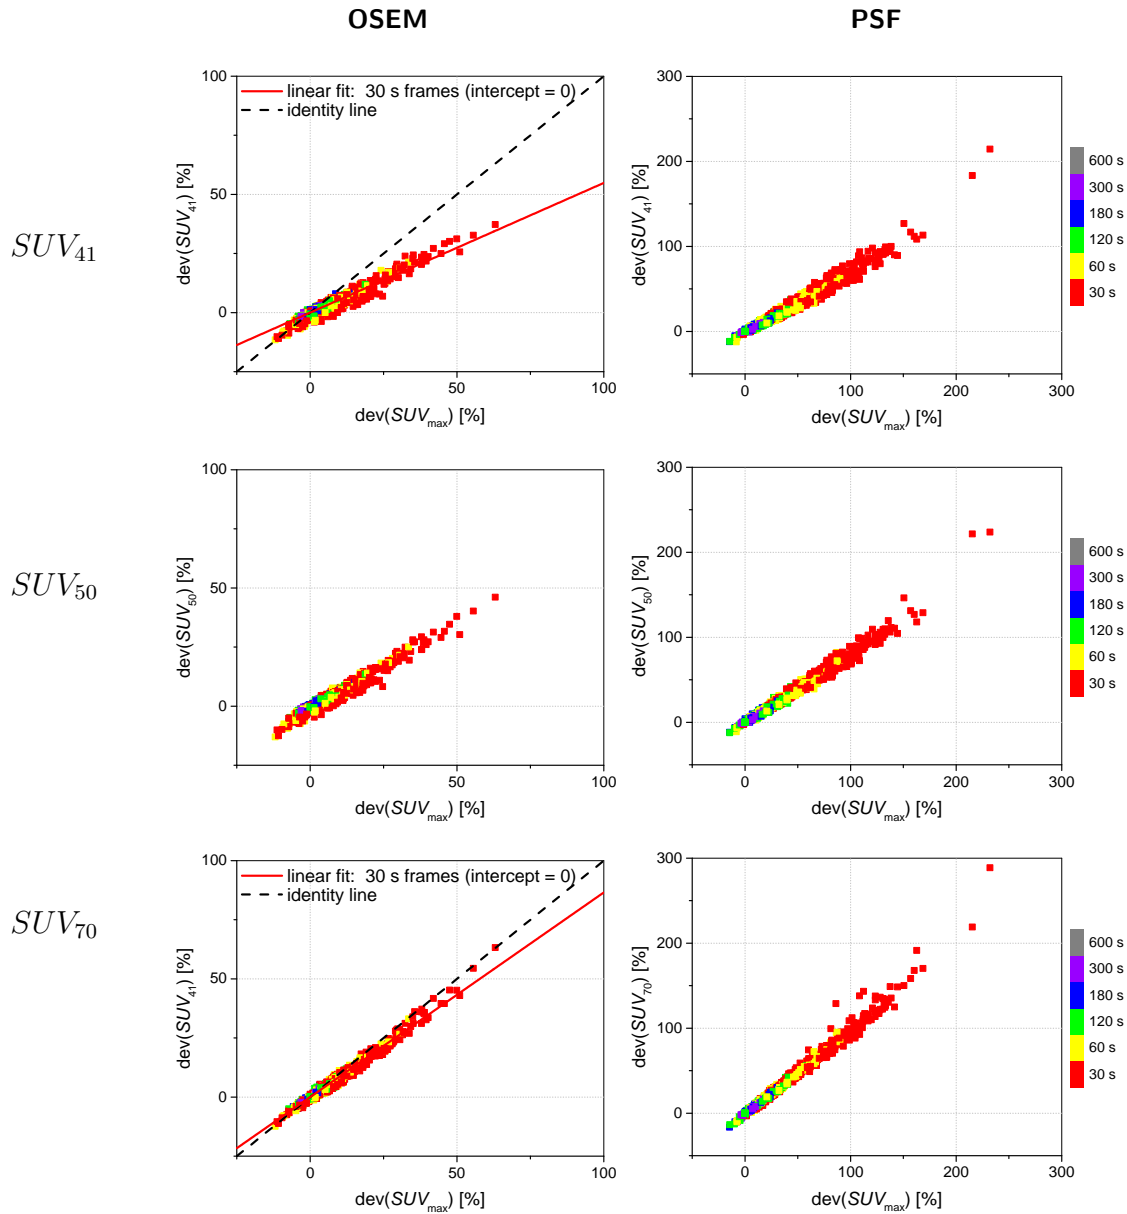 OSEM PSF
SUV41
100
50
0
0 50 100
dev(SUV41) [%]
dev(SUVmax) [%]
linear fit: 30 s frames (intercept = 0)
identity line
300
200
100
0
0 100 200 300
dev(SUV41) [%]
dev(SUVmax) [%]
600 s
300 s
180 s
120 s
60 s
30 s
SUV50
100
50
0
0 50 100
dev(SUV50) [%]
dev(SUVmax) [%]
300
200
100
0
0 100 200 300
dev(SUV50) [%]
dev(SUVmax) [%]
600 s
300 s
180 s
120 s
60 s
30 s
SUV70
100
50
0
0 50 100
dev(SUV41) [%]
dev(SUVmax) [%]
linear fit: 30 s frames (intercept = 0)
identity line
300
200
100
0
0 100 200 300
dev(SUV70) [%]
dev(SUVmax) [%]
600 s
300 s
180 s
120 s
60 s
30 s